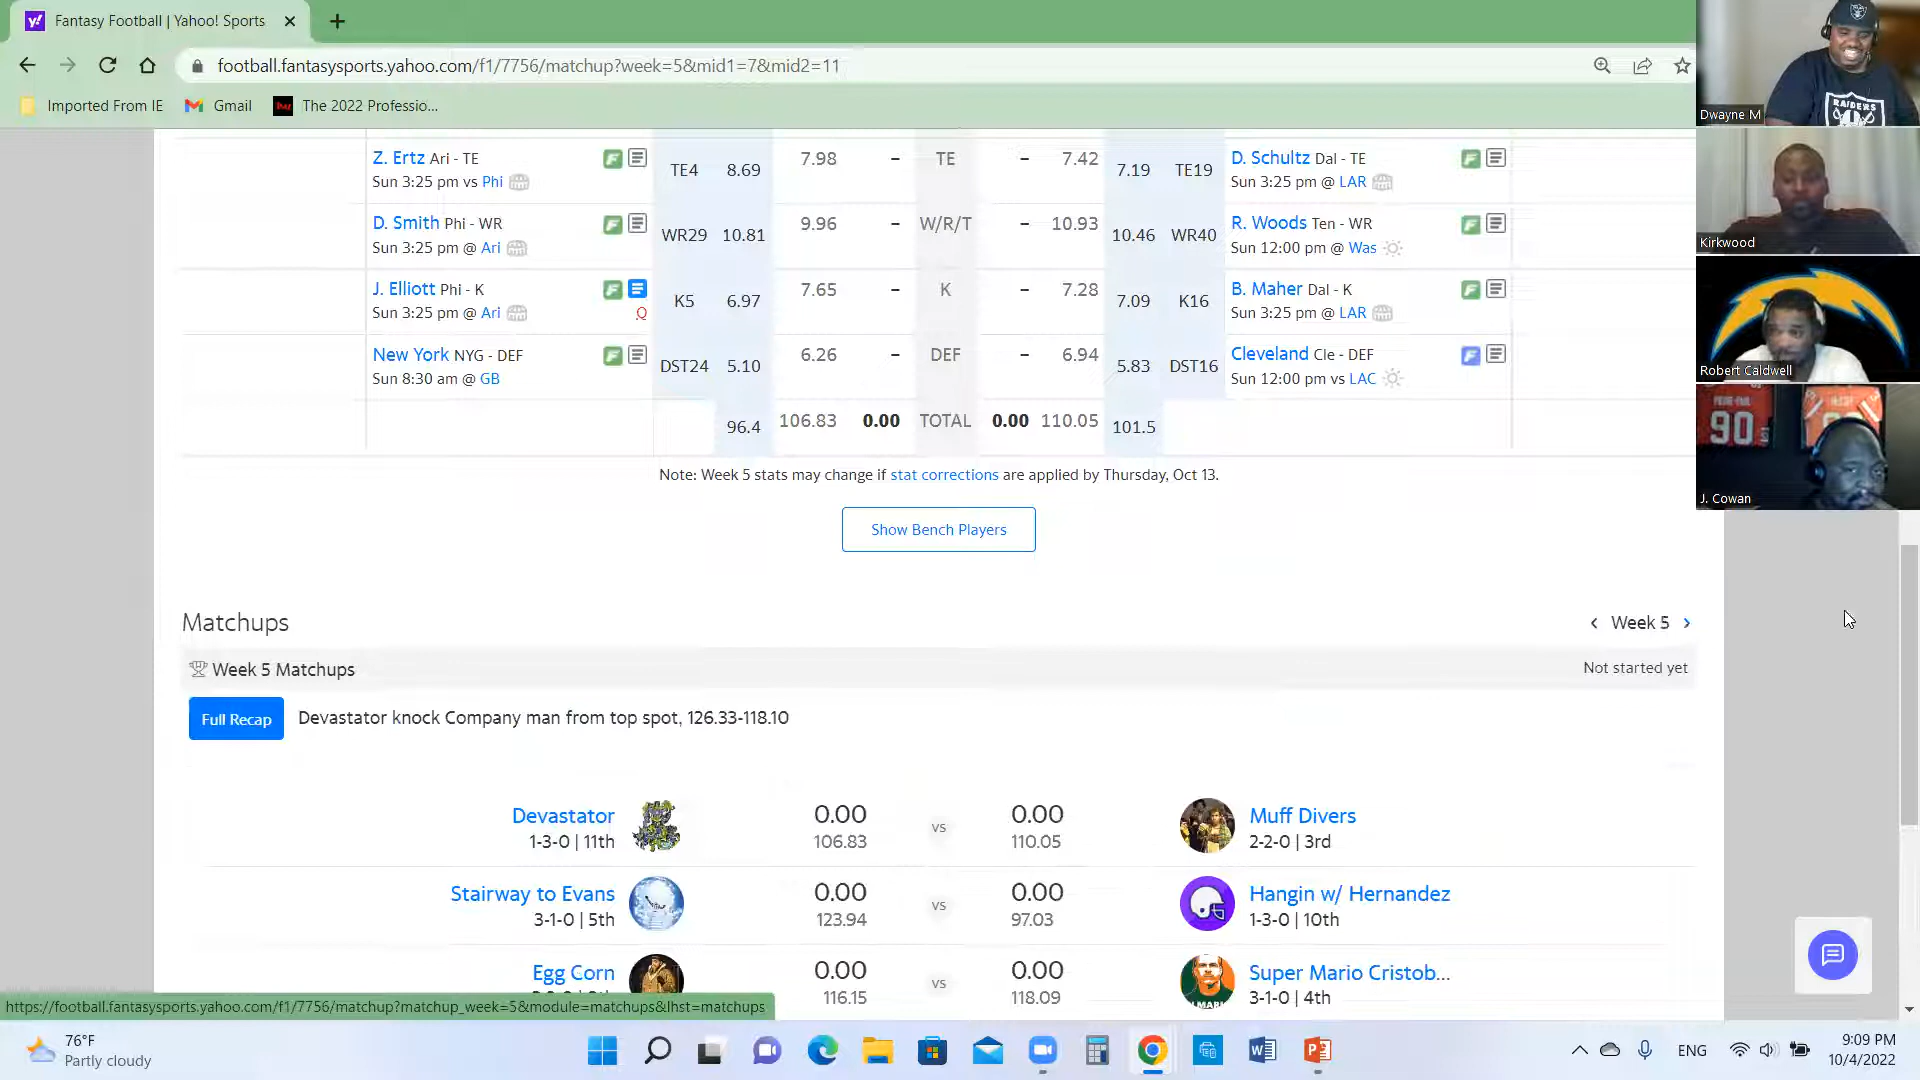 Fantasy Football | Yahoo! Sports
football.fantasysports.yahoo.com/f1/7756/matchup?week=5&mid1=7&mid2=11
Imported From IE Gmail The 2022 Professio...
Z. Ertz Ari - TE TE4 8.69 7.98 – TE – 7.42 7.19 TE19 D. Schultz Dal - TE
Sun 3:25 pm vs Phi Sun 3:25 pm @ LAR
D. Smith Phi - WR WR29 10.81 9.96 – W/R/T – 10.93 10.46 WR40 R. Woods Ten - WR
Sun 3:25 pm @ Ari Sun 12:00 pm @ Was
J. Elliott Phi - K K5 6.97 7.65 – K – 7.28 7.09 K16 B. Maher Dal - K
Sun 3:25 pm @ Ari Q Sun 3:25 pm @ LAR
New York NYG - DEF DST24 5.10 6.26 – DEF – 6.94 5.83 DST16 Cleveland Cle - DEF
Sun 8:30 am @ GB Sun 12:00 pm vs LAC
96.4 106.83 0.00 TOTAL 0.00 110.05 101.5
Note: Week 5 stats may change if stat corrections are applied by Thursday, Oct 13.
Show Bench Players
Matchups Week 5
Week 5 Matchups Not started yet
Full Recap Devastator knock Company man from top spot, 126.33-118.10
Devastator 0.00 vs 0.00 Muff Divers
1-3-0 | 11th 106.83 110.05 2-2-0 | 3rd
Stairway to Evans 0.00 vs 0.00 Hangin w/ Hernandez
3-1-0 | 5th 123.94 97.03 1-3-0 | 10th
Egg Corn 0.00 vs 0.00 Super Mario Cristob...
116.15 118.09 3-1-0 | 4th
https://football.fantasysports.yahoo.com/f1/7756/matchup?matchup_week=5&module=matchups&lhst=matchups
76°F
Partly cloudy
ENG
9:09 PM
10/4/2022
RAIDERS
Dwayne M
Kirkwood
Robert Caldwell
90
J. Cowan